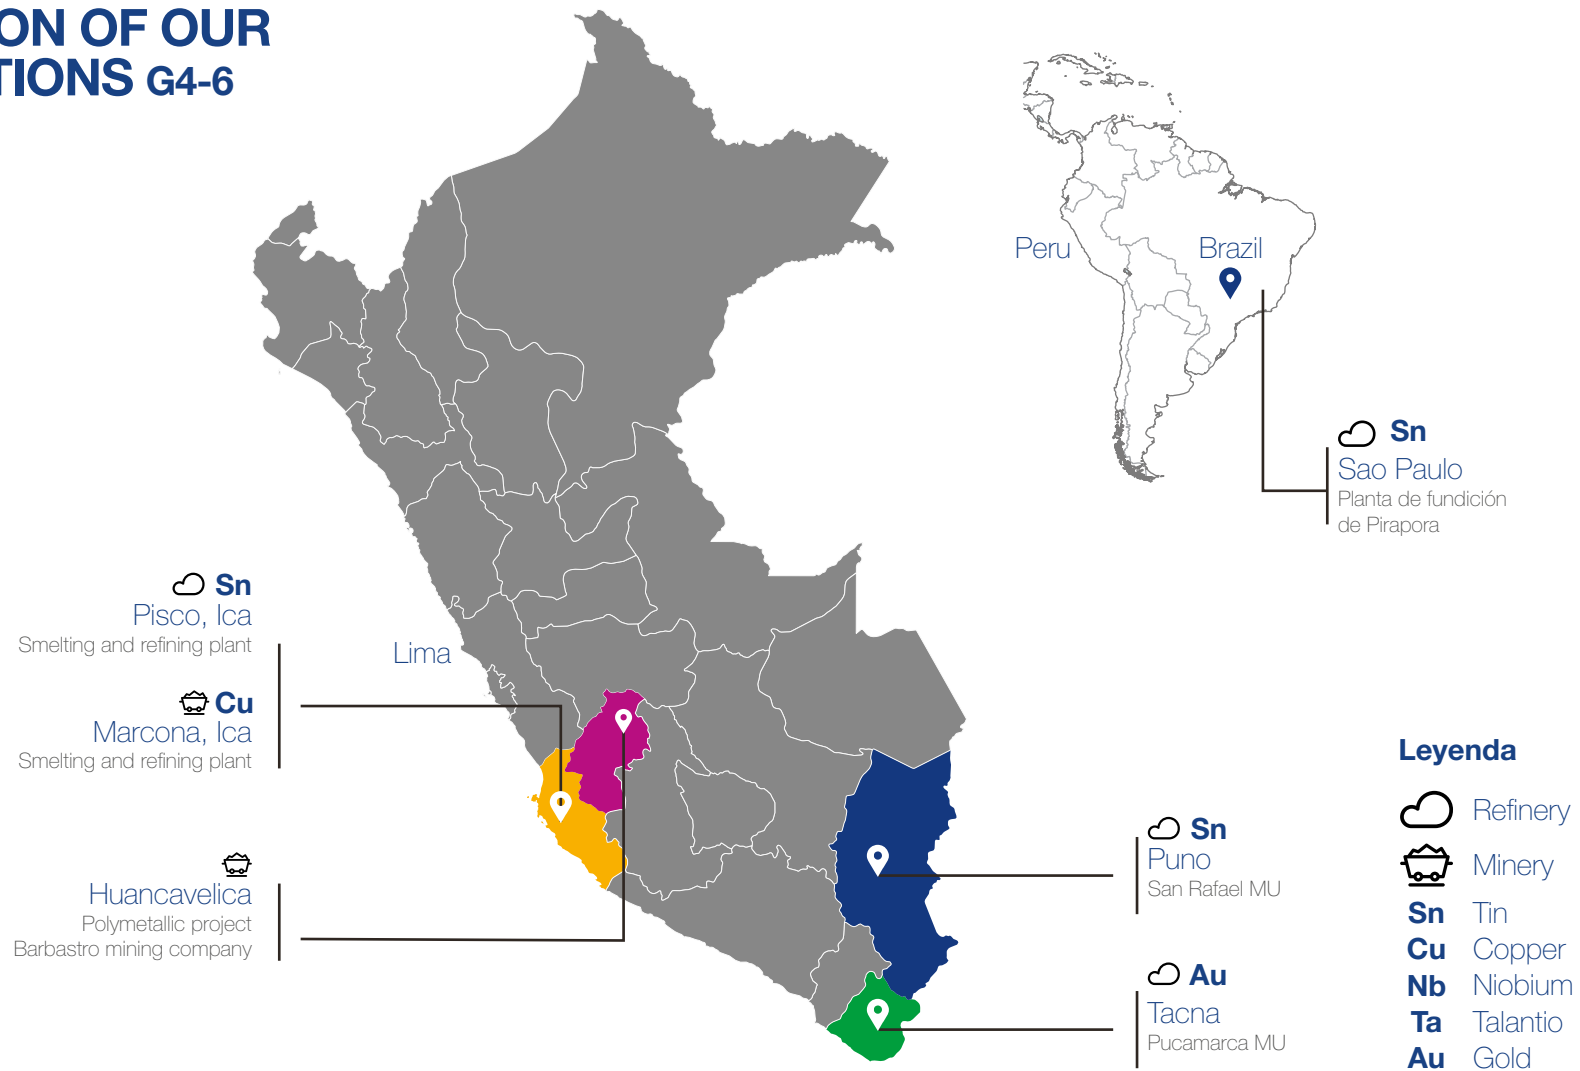 ON OF OUR
TIONS G4-6
Peru
Brazil
Sn
Sao Paulo
Planta de fundición
de Pirapora
Sn
Pisco, Ica
Smelting and refining plant
Lima
Cu
Marcona, Ica
Smelting and refining plant
Huancavelica
Polymetallic project
Barbastro mining company
Sn
Puno
San Rafael MU
Au
Tacna
Pucamarca MU
Leyenda
Refinery
Minery
Sn Tin
Cu Copper
Nb Niobium
Ta Talantio
Au Gold